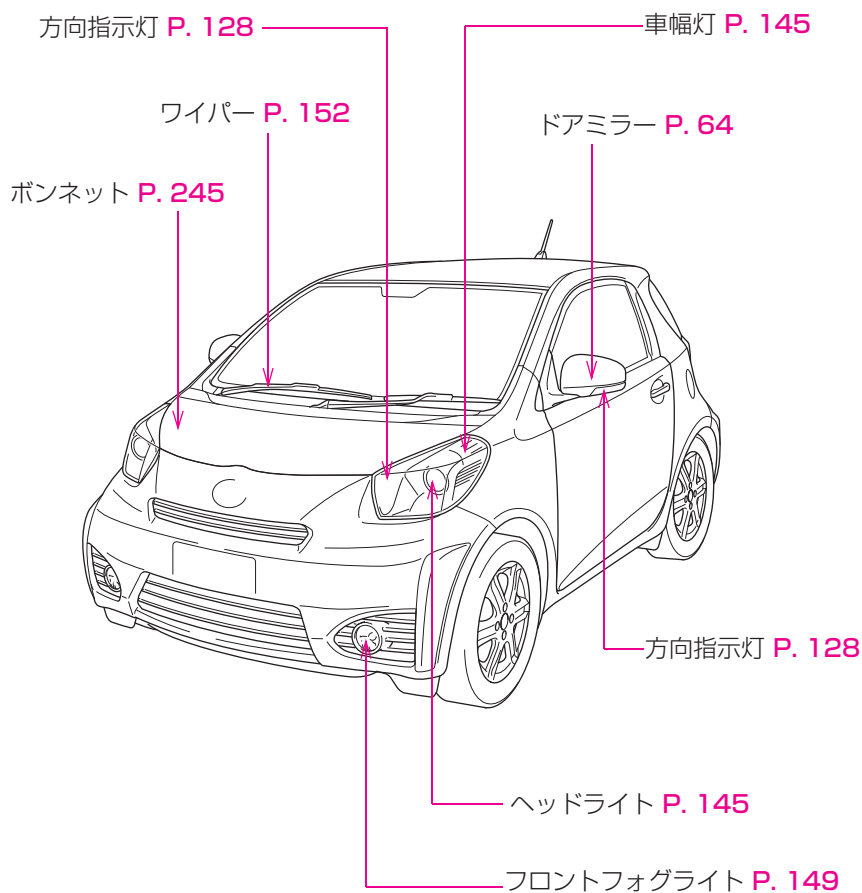 方向指示灯 P. 128
車幅灯 P. 145
ワイパー P. 152
ドアミラー P. 64
ボンネット P. 245
方向指示灯 P. 128
ヘッドライト P. 145
フロントフォグライト P. 149